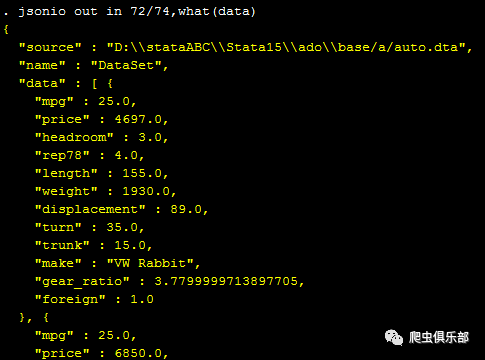 . jsonio out in 72/74,what(data)
{
"source" : "D:\\stataABC\\Stata15\\ado\\base/a/auto.dta",
"name" : "DataSet",
"data" : [ {
"mpg" : 25.0,
"price" : 4697.0,
"headroom" : 3.0,
"rep78" : 4.0,
"length" : 155.0,
"weight" : 1930.0,
"displacement" : 89.0,
"turn" : 35.0,
"trunk" : 15.0,
"make" : "VW Rabbit",
"gear_ratio" : 3.7799999713897705,
"foreign" : 1.0
}, {
"mpg" : 25.0,
"price" : 6850.0,
爬虫俱乐部